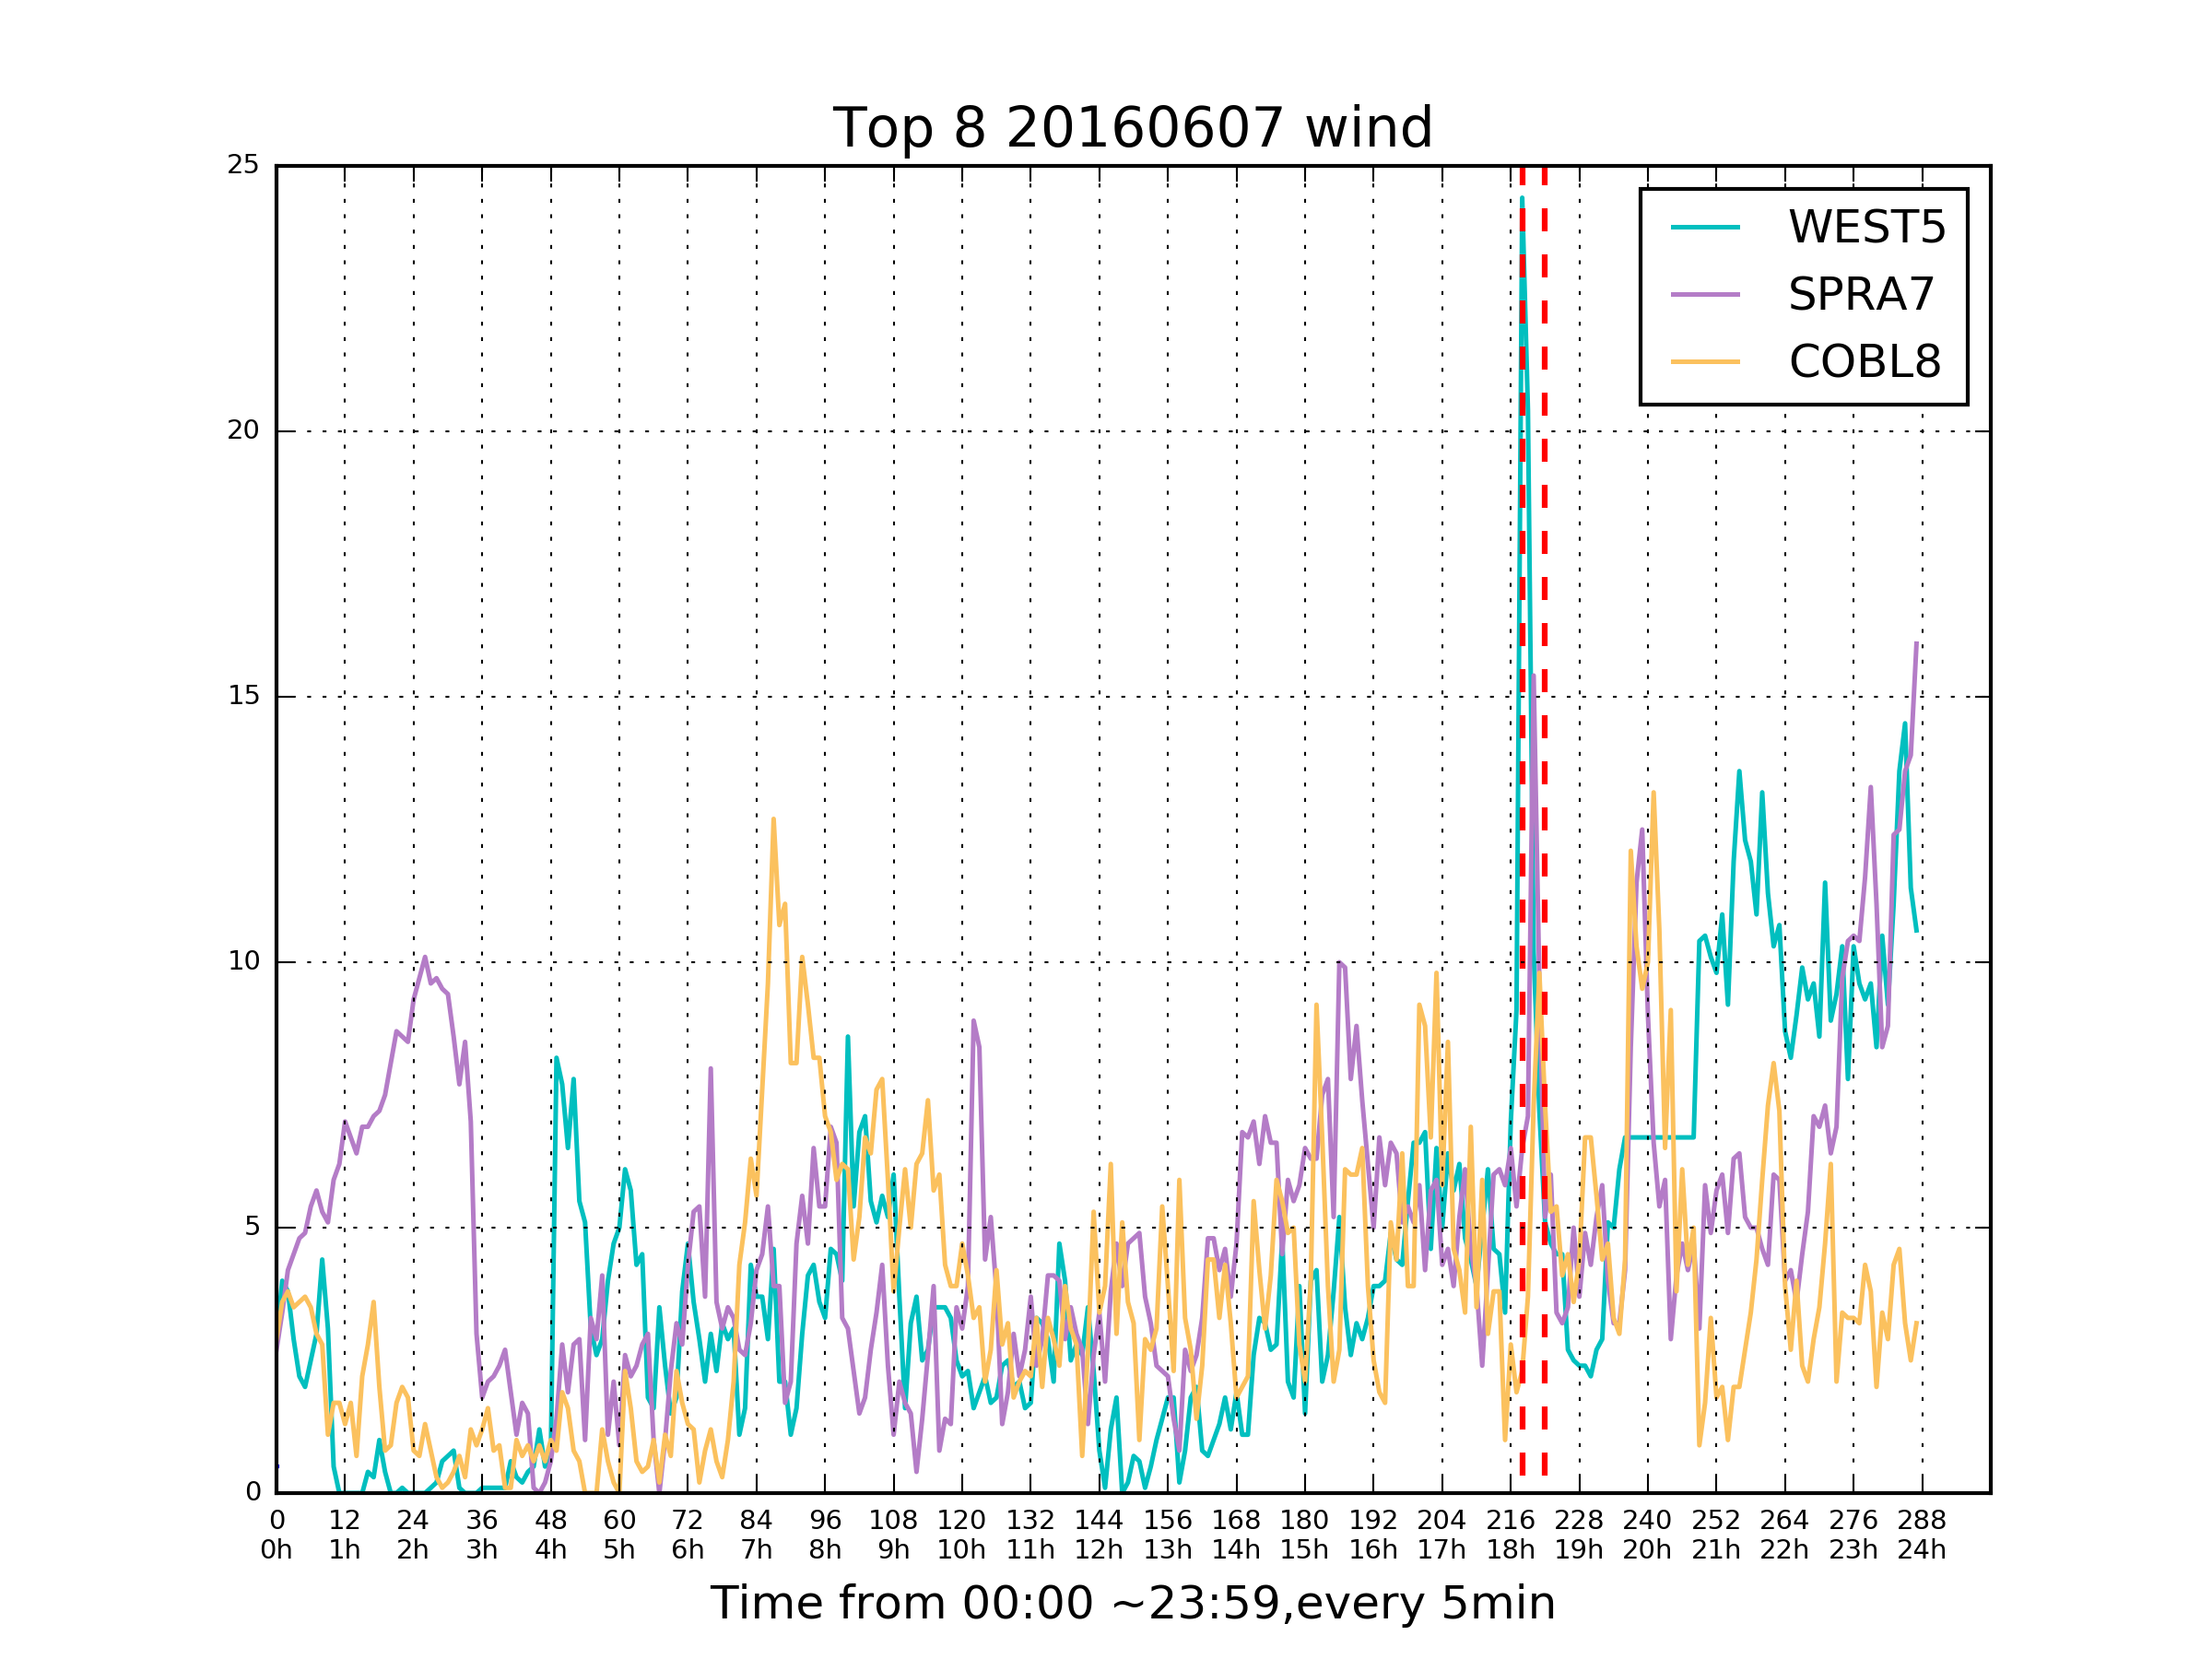 Top 8 20160607 wind
25
20
15
10
5
0
WEST5
SPRA7
COBL8
0 12 24 36 48 60 72 84 96 108 120 132 144 156 168 180 192 204 216 228 240 252 264 276 288
0h 1h 2h 3h 4h 5h 6h 7h 8h 9h 10h 11h 12h 13h 14h 15h 16h 17h 18h 19h 20h 21h 22h 23h 24h
Time from 00:00 ~23:59,every 5min